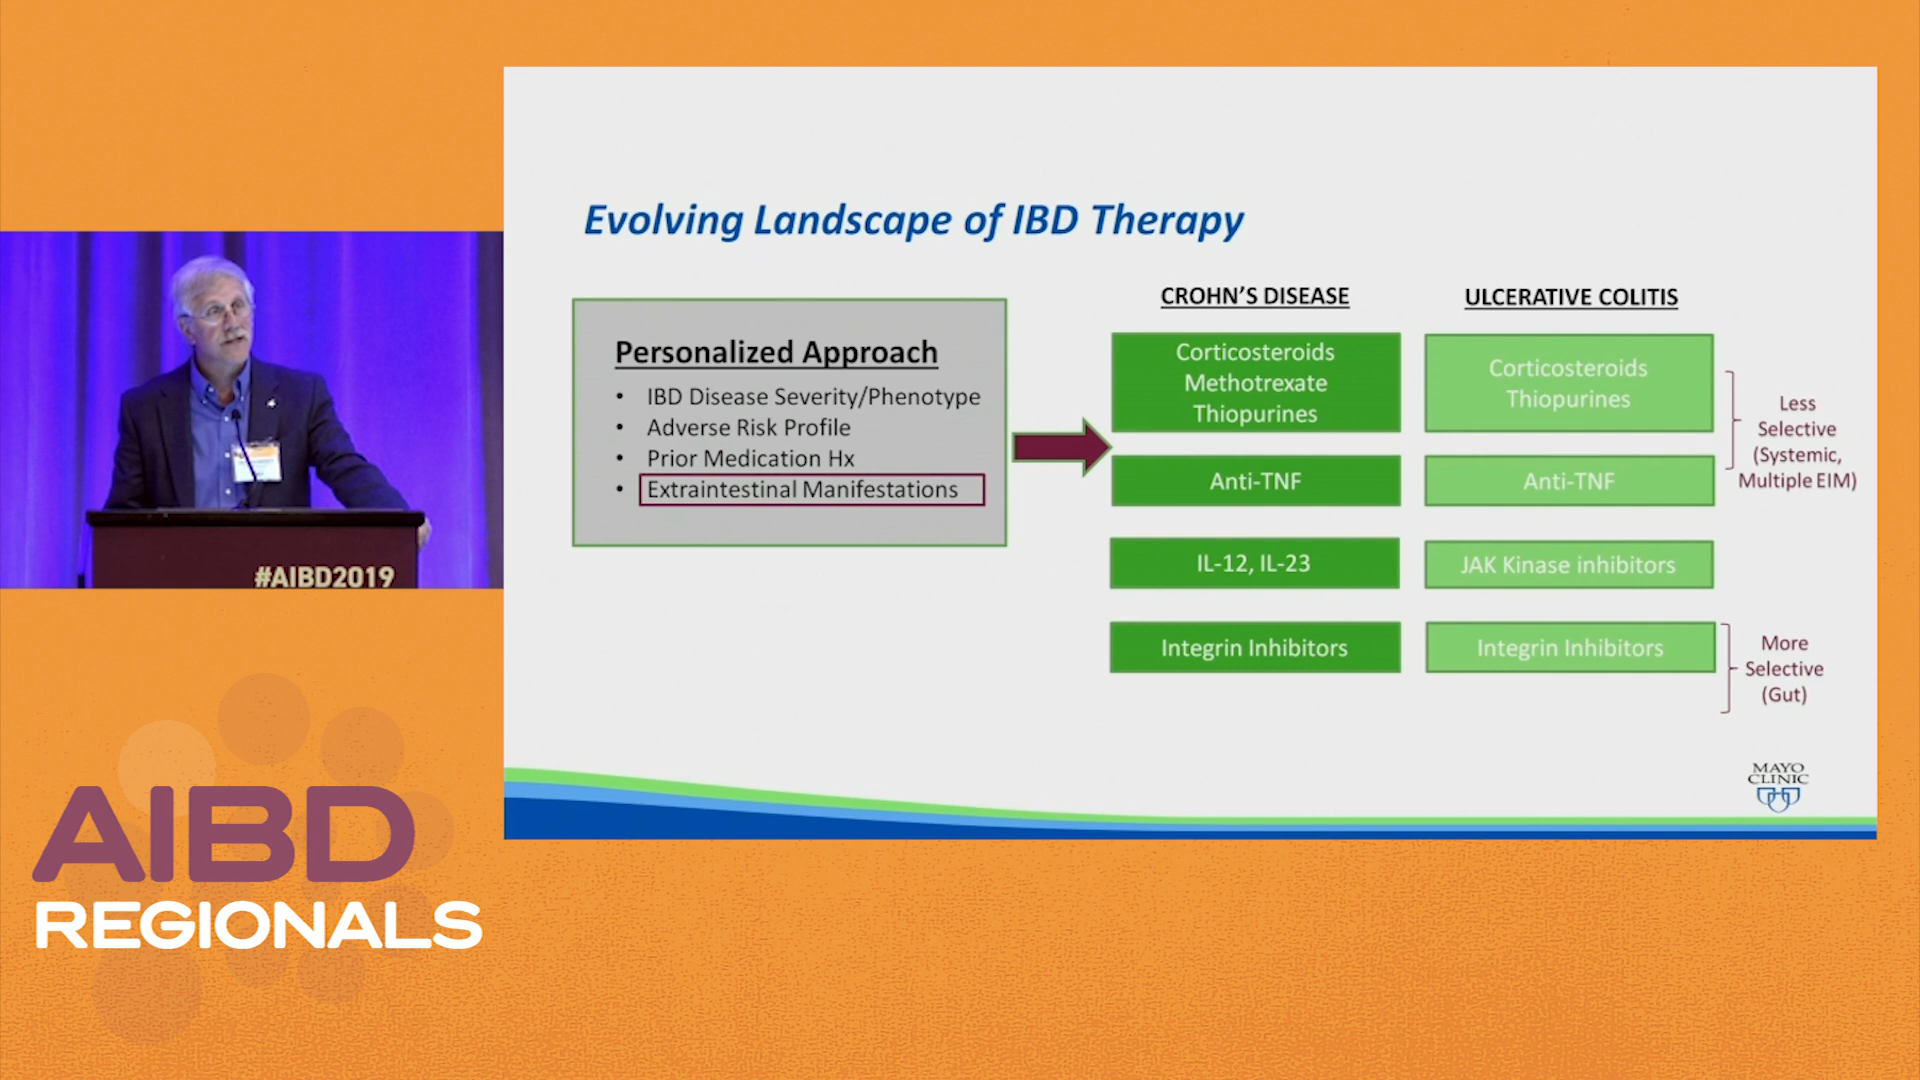 Evolving Landscape of IBD Therapy
Personalized Approach
• IBD Disease Severity/Phenotype
• Adverse Risk Profile
• Prior Medication Hx
• Extraintestinal Manifestations
CROHN'S DISEASE
Corticosteroids
Methotrexate
Thiopurines
Anti-TNF
IL-12, IL-23
Integrin Inhibitors
ULCERATIVE COLITIS
Corticosteroids
Thiopurines
Anti-TNF
JAK Kinase inhibitors
Integrin Inhibitors
Less
Selective
(Systemic,
Multiple EIM)
More
Selective
(Gut)
MAYO
CLINIC
#AIBD2019
AIBD
REGIONALS